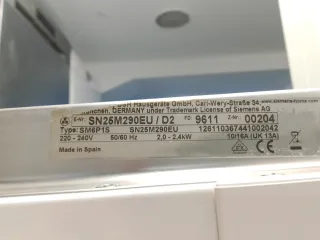 Hausgeräte GmbH, Carl-Wery-Straße 34,
München, GERMANY under Trademark License of Siemens AG
E-Nr. SN25M290EU / D2 FD 9611 Z-Nr. 00204
Type: SM6P1S SN25M290EU 126110367441002042
220 - 240V 50/60 Hz 2,0 - 2,4kW 10/16A (UK 13A)
Made in Spain